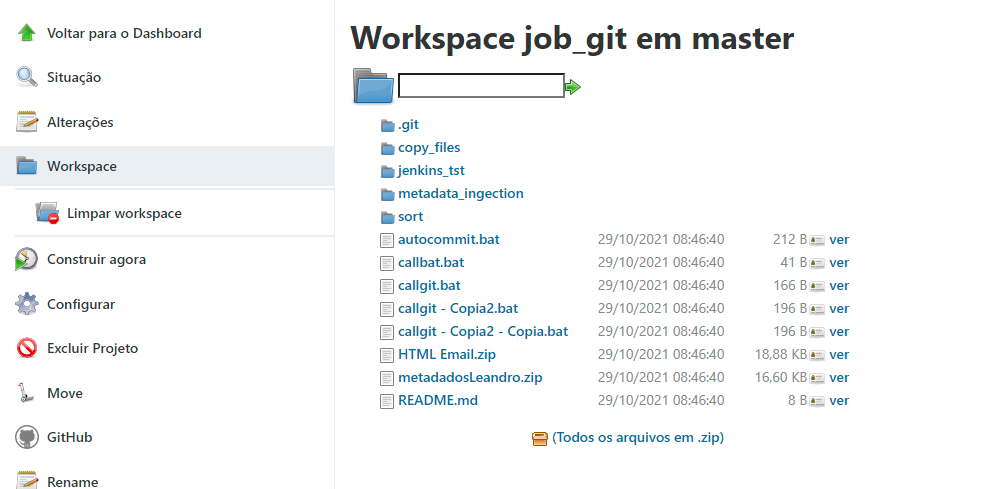 Voltar para o Dashboard
Situação
Alterações
Workspace
Limpar workspace
Construir agora
Configurar
Excluir Projeto
Move
GitHub
Rename
Workspace job_git em master
.git
copy_files
jenkins_tst
metadata_ingection
sort
autocommit.bat 29/10/2021 08:46:40 212 B ver
callbat.bat 29/10/2021 08:46:40 41 B ver
callgit.bat 29/10/2021 08:46:40 166 B ver
callgit - Copia2.bat 29/10/2021 08:46:40 196 B ver
callgit - Copia2 - Copia.bat 29/10/2021 08:46:40 196 B ver
HTML Email.zip 29/10/2021 08:46:40 18,88 KB ver
metadadosLeandro.zip 29/10/2021 08:46:40 16,60 KB ver
README.md 29/10/2021 08:46:40 8 B ver
(Todos os arquivos em .zip)